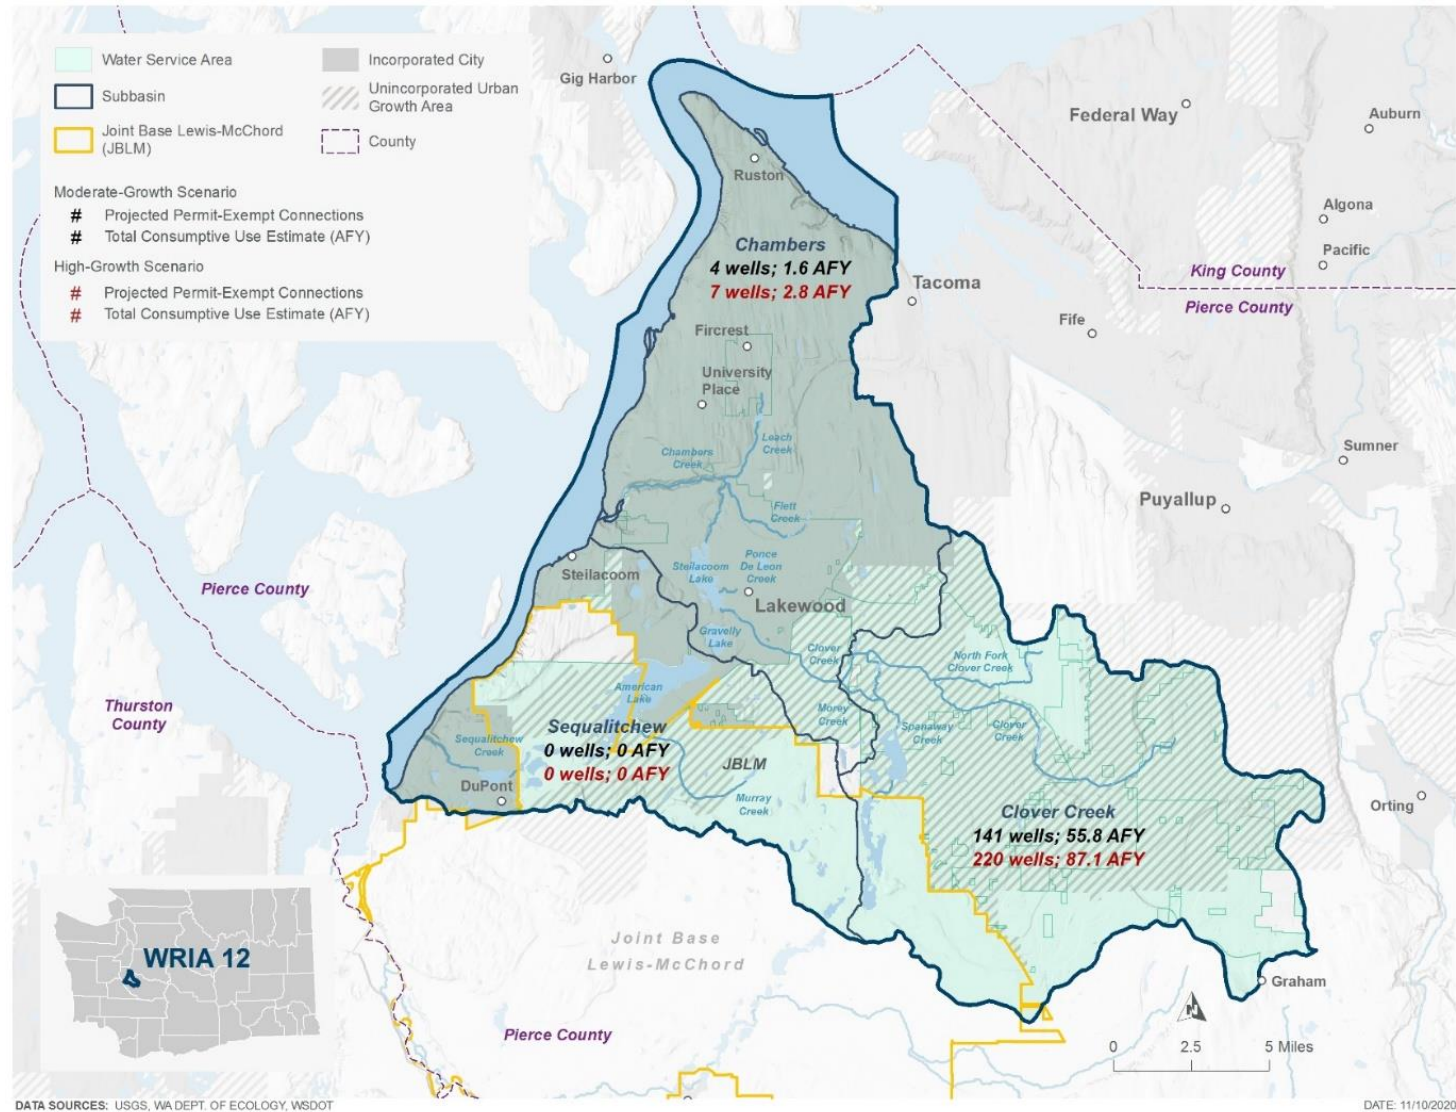 Water Service Area
Subbasin
Joint Base Lewis-McChord
(JBLM)
Incorporated City
Unincorporated Urban
Growth Area
County
Moderate-Growth Scenario
# Projected Permit-Exempt Connections
# Total Consumptive Use Estimate (AFY)
High-Growth Scenario
# Projected Permit-Exempt Connections
# Total Consumptive Use Estimate (AFY)
Gig Harbor
Federal Way
Auburn
Ruston
Algona
Pacific
Chambers
4 wells; 1.6 AFY
7 wells; 2.8 AFY
King County
Pierce County
Tacoma
Fife
Fircrest
University
Place
Leach
Creek
Chambers
Creek
Sumner
Puyallup
Flett
Creek
Steilacoom
Steilacoom
Lake
Ponce
De Leon
Creek
Lakewood
Pierce County
Gravelly
Lake
Clover
Creek
North Fork
Clover Creek
Thurston
County
American
Lake
Morey
Creek
Spanaway
Creek
Clover
Creek
Sequalitchew
0 wells; 0 AFY
0 wells; 0 AFY
Sequalitchew
Creek
JBLM
DuPont
Murray
Creek
Clover Creek
141 wells; 55.8 AFY
220 wells; 87.1 AFY
Orting
Joint Base
Lewis-McChord
WRIA 12
Graham
Pierce County
N
0 2.5 5 Miles
DATA SOURCES: USGS, WA DEPT. OF ECOLOGY, WSDOT
DATE: 11/10/2020